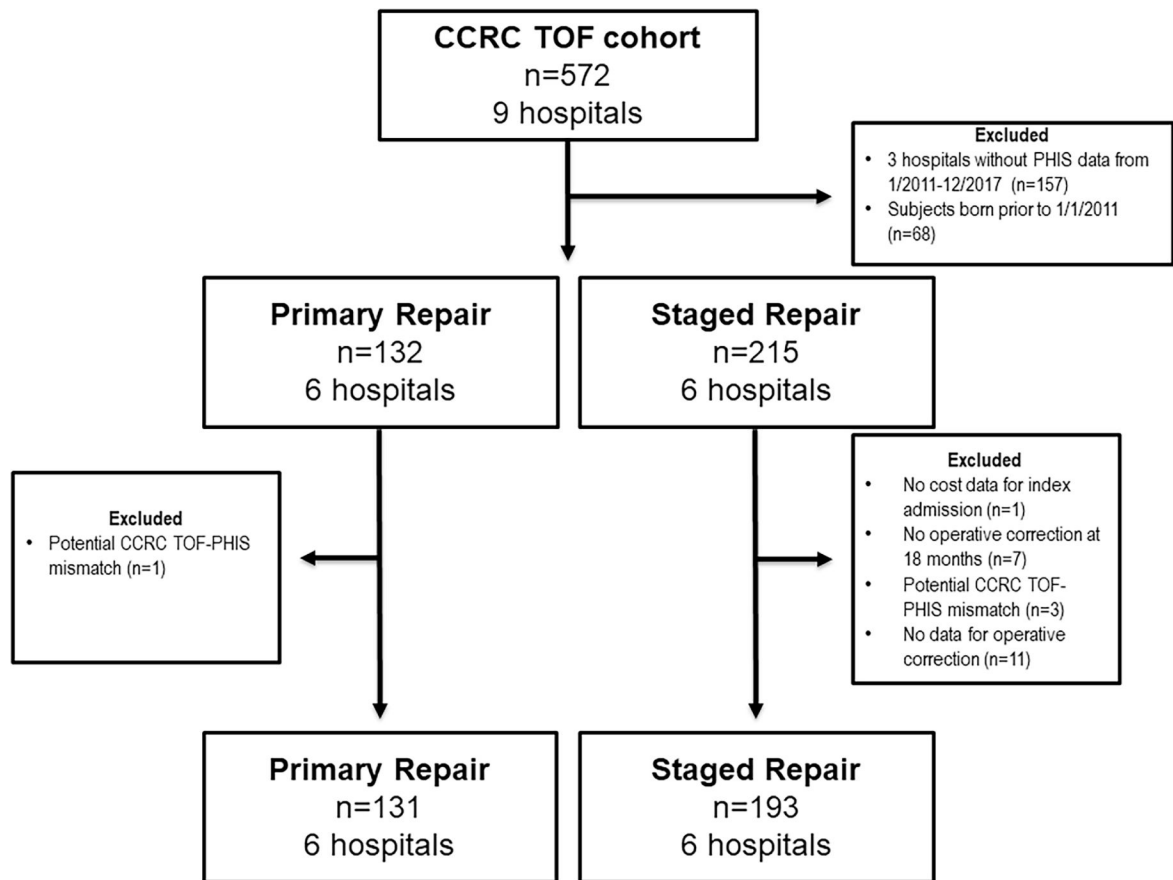 CCRC TOF cohort
n=572
9 hospitals
Excluded
• 3 hospitals without PHIS data from
1/2011-12/2017 (n=157)
• Subjects born prior to 1/1/2011
(n=68)
Primary Repair
n=132
6 hospitals
Staged Repair
n=215
6 hospitals
Excluded
• Potential CCRC TOF-PHIS
mismatch (n=1)
Excluded
• No cost data for index
admission (n=1)
• No operative correction at
18 months (n=7)
• Potential CCRC TOF-
PHIS mismatch (n=3)
• No data for operative
correction (n=11)
Primary Repair
n=131
6 hospitals
Staged Repair
n=193
6 hospitals